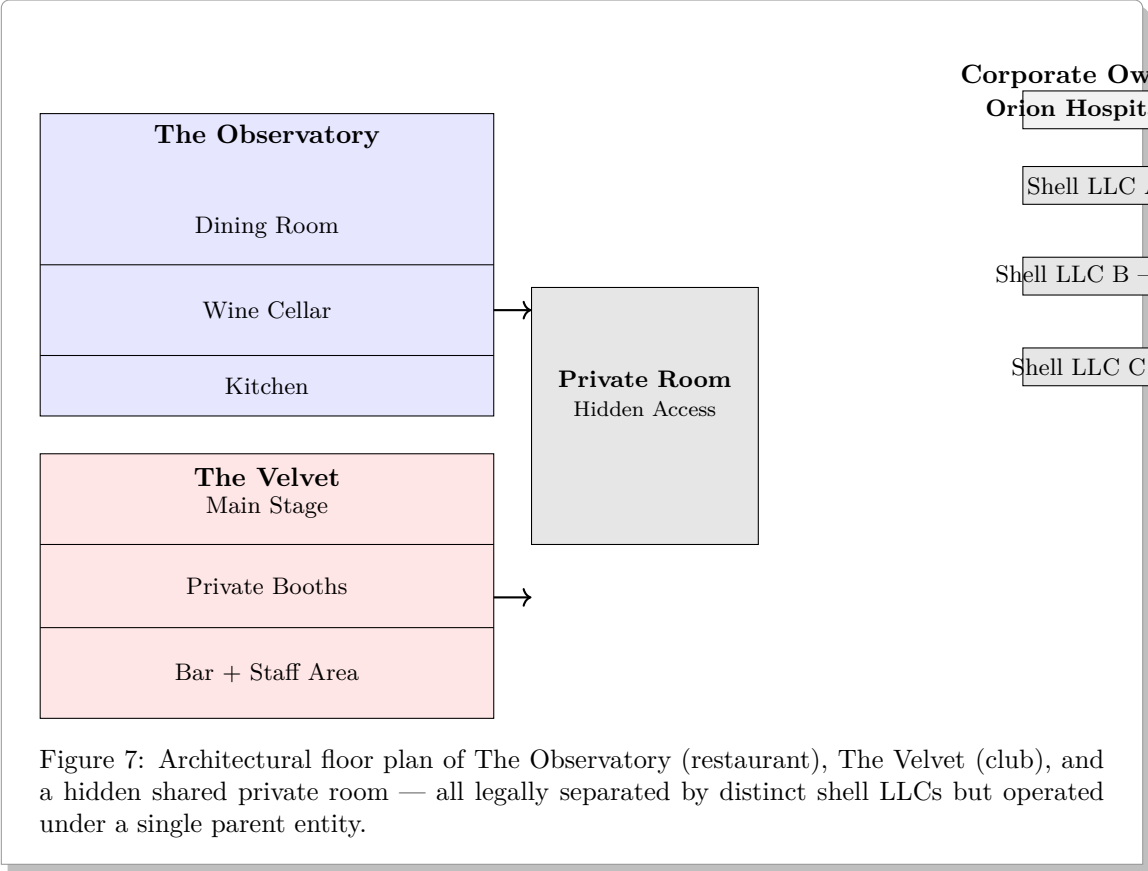 The Observatory
Dining Room
Wine Cellar
Kitchen
The Velvet
Main Stage
Private Booths
Bar + Staff Area
Private Room
Hidden Access
Corporate Ow
Orion Hospit
Shell LLC
Shell LLC B —
Shell LLC C
Figure 7: Architectural floor plan of The Observatory (restaurant), The Velvet (club), and
a hidden shared private room — all legally separated by distinct shell LLCs but operated
under a single parent entity.